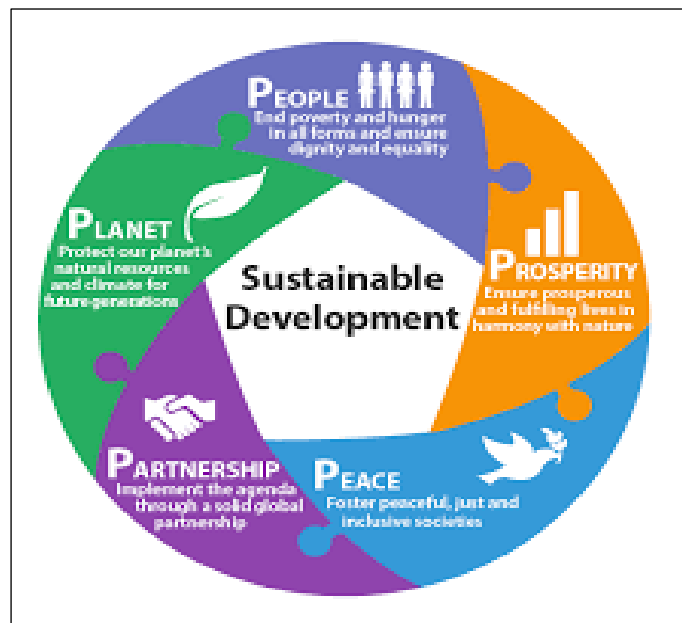 PEOPLE
End poverty and hunger
in all forms and ensure
dignity and equality
PROSPERITY
Ensure prosperous
and fulfilling lives in
harmony with nature
PEACE
Foster peaceful, just and
inclusive societies
PARTNERSHIP
Implement the agenda
through a solid global
partnership
PLANET
Protect our planet's
natural resources
and climate for
future generations
Sustainable
Development